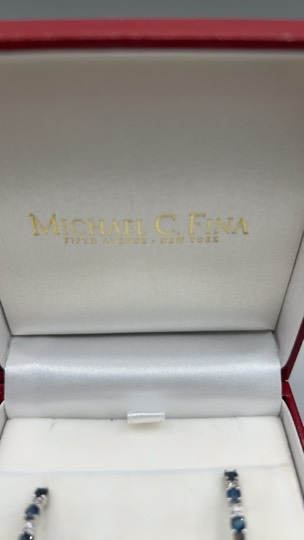 MICHAEL C. FINA
FIFTH AVENUE • NEW YORK